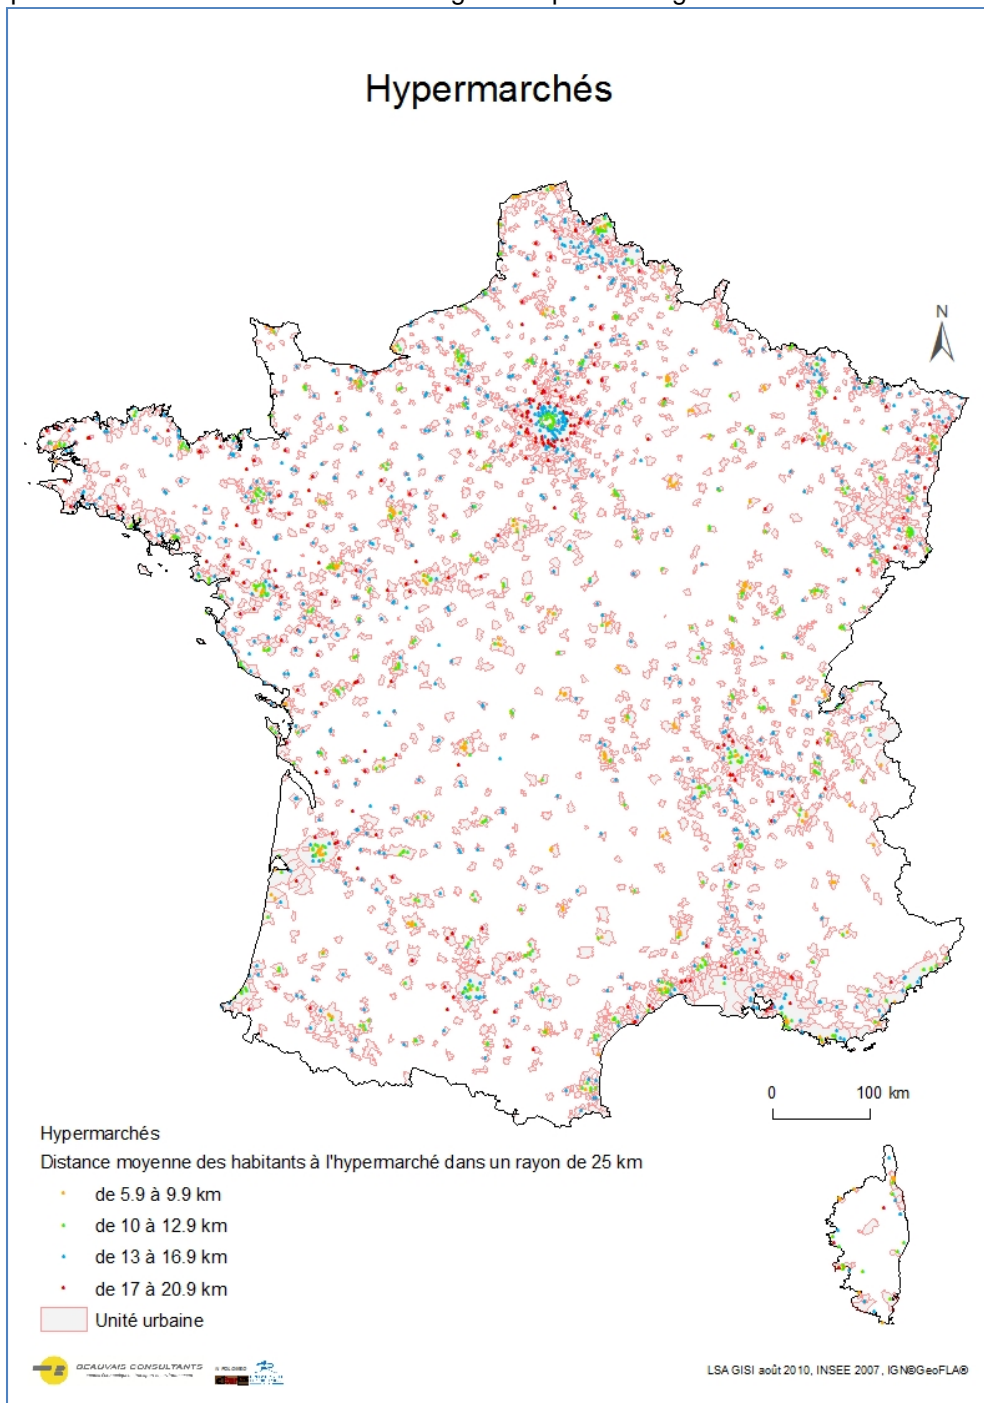 Hypermarchés
N
0 100 km
Hypermarchés
Distance moyenne des habitants à l'hypermarché dans un rayon de 25 km
de 5.9 à 9.9 km
de 10 à 12.9 km
de 13 à 16.9 km
de 17 à 20.9 km
Unité urbaine
BEAUVAIS CONSULTANTS
LSA GISI août 2010, INSEE 2007, IGN®GeoFLA®